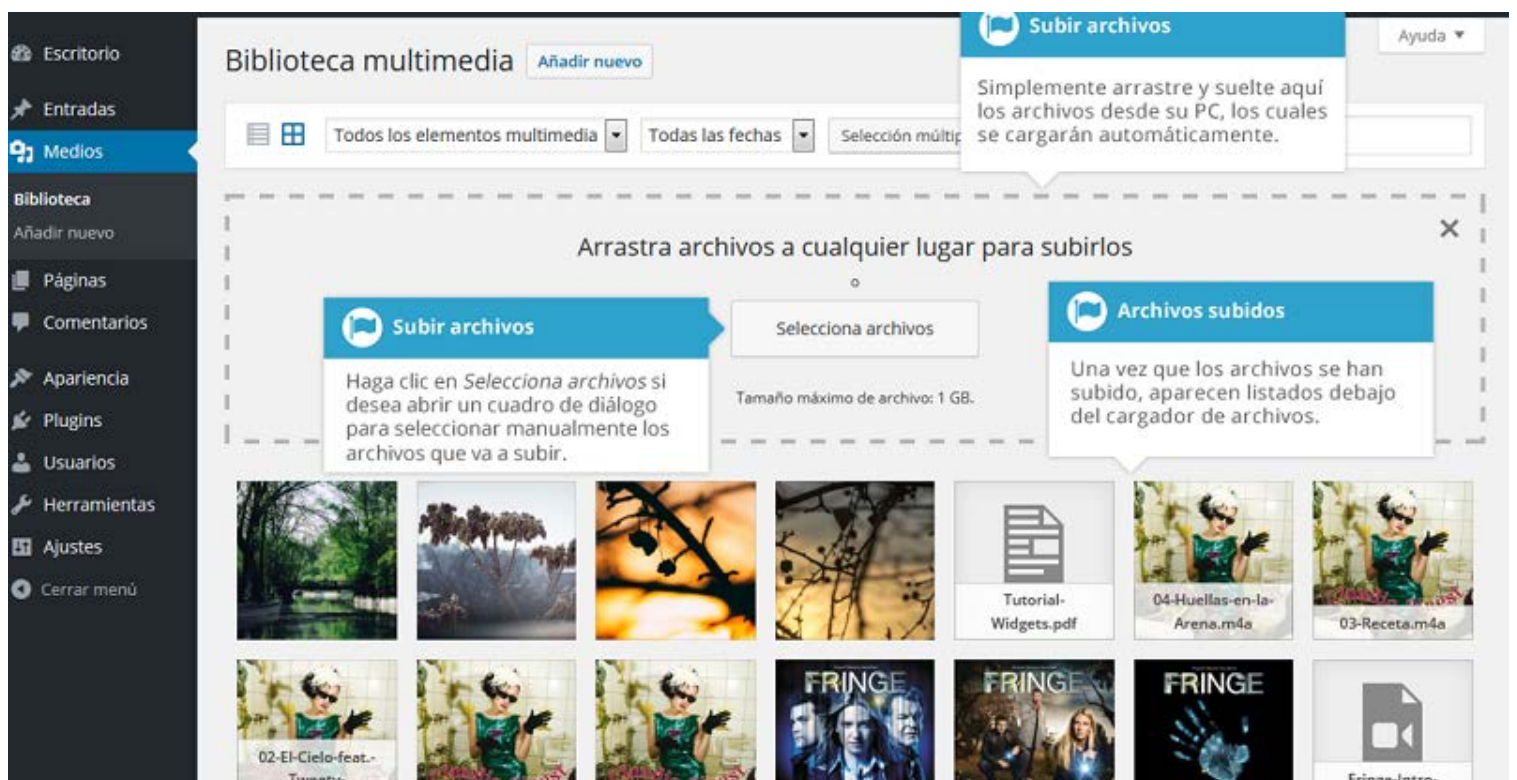 Escritorio
Entradas
Medios
Biblioteca
Añadir nuevo
Páginas
Comentarios
Apariencia
Plugins
Usuarios
Herramientas
Ajustes
Cerrar menú
Biblioteca multimedia Añadir nuevo
Ayuda
Subir archivos
Simplemente arrastre y suelte aquí
los archivos desde su PC, los cuales
se cargarán automáticamente.
Todos los elementos multimedia Todas las fechas Selección múltip
Arrastra archivos a cualquier lugar para subirlos
o
Selecciona archivos
Tamaño máximo de archivo: 1 GB.
Subir archivos
Haga clic en Selecciona archivos si
desea abrir un cuadro de diálogo
para seleccionar manualmente los
archivos que va a subir.
Archivos subidos
Una vez que los archivos se han
subido, aparecen listados debajo
del cargador de archivos.
Tutorial-
Widgets.pdf
04-Huellas-en-la-
Arena.m4a
03-Receta.m4a
02-El-Cielo-feat.-
Tweety-
FRINGE
FRINGE
FRINGE
Fringe-Intro-